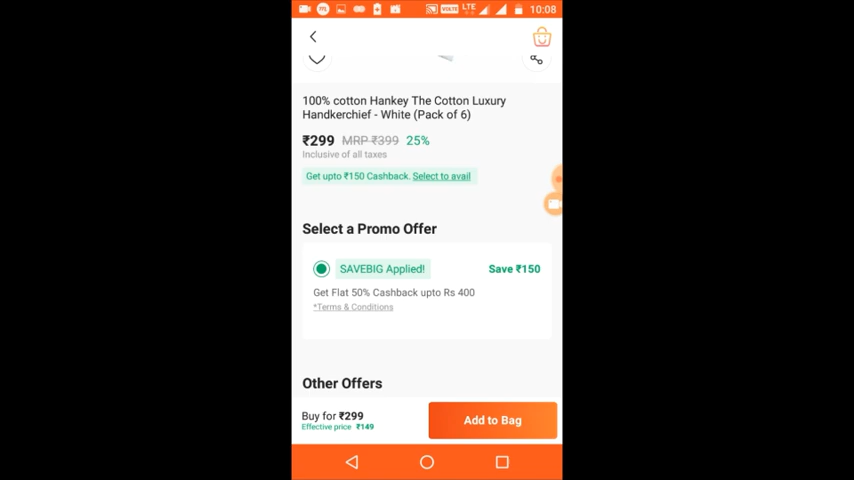 VOLTE LTE 10:08
100% cotton Hankey The Cotton Luxury
Handkerchief - White (Pack of 6)
₹299 MRP ₹399 25%
Inclusive of all taxes
Get upto ₹150 Cashback. Select to avail
Select a Promo Offer
SAVEBIG Applied! Save ₹150
Get Flat 50% Cashback upto Rs 400
*Terms & Conditions
Other Offers
Buy for ₹299
Effective price ₹149
Add to Bag